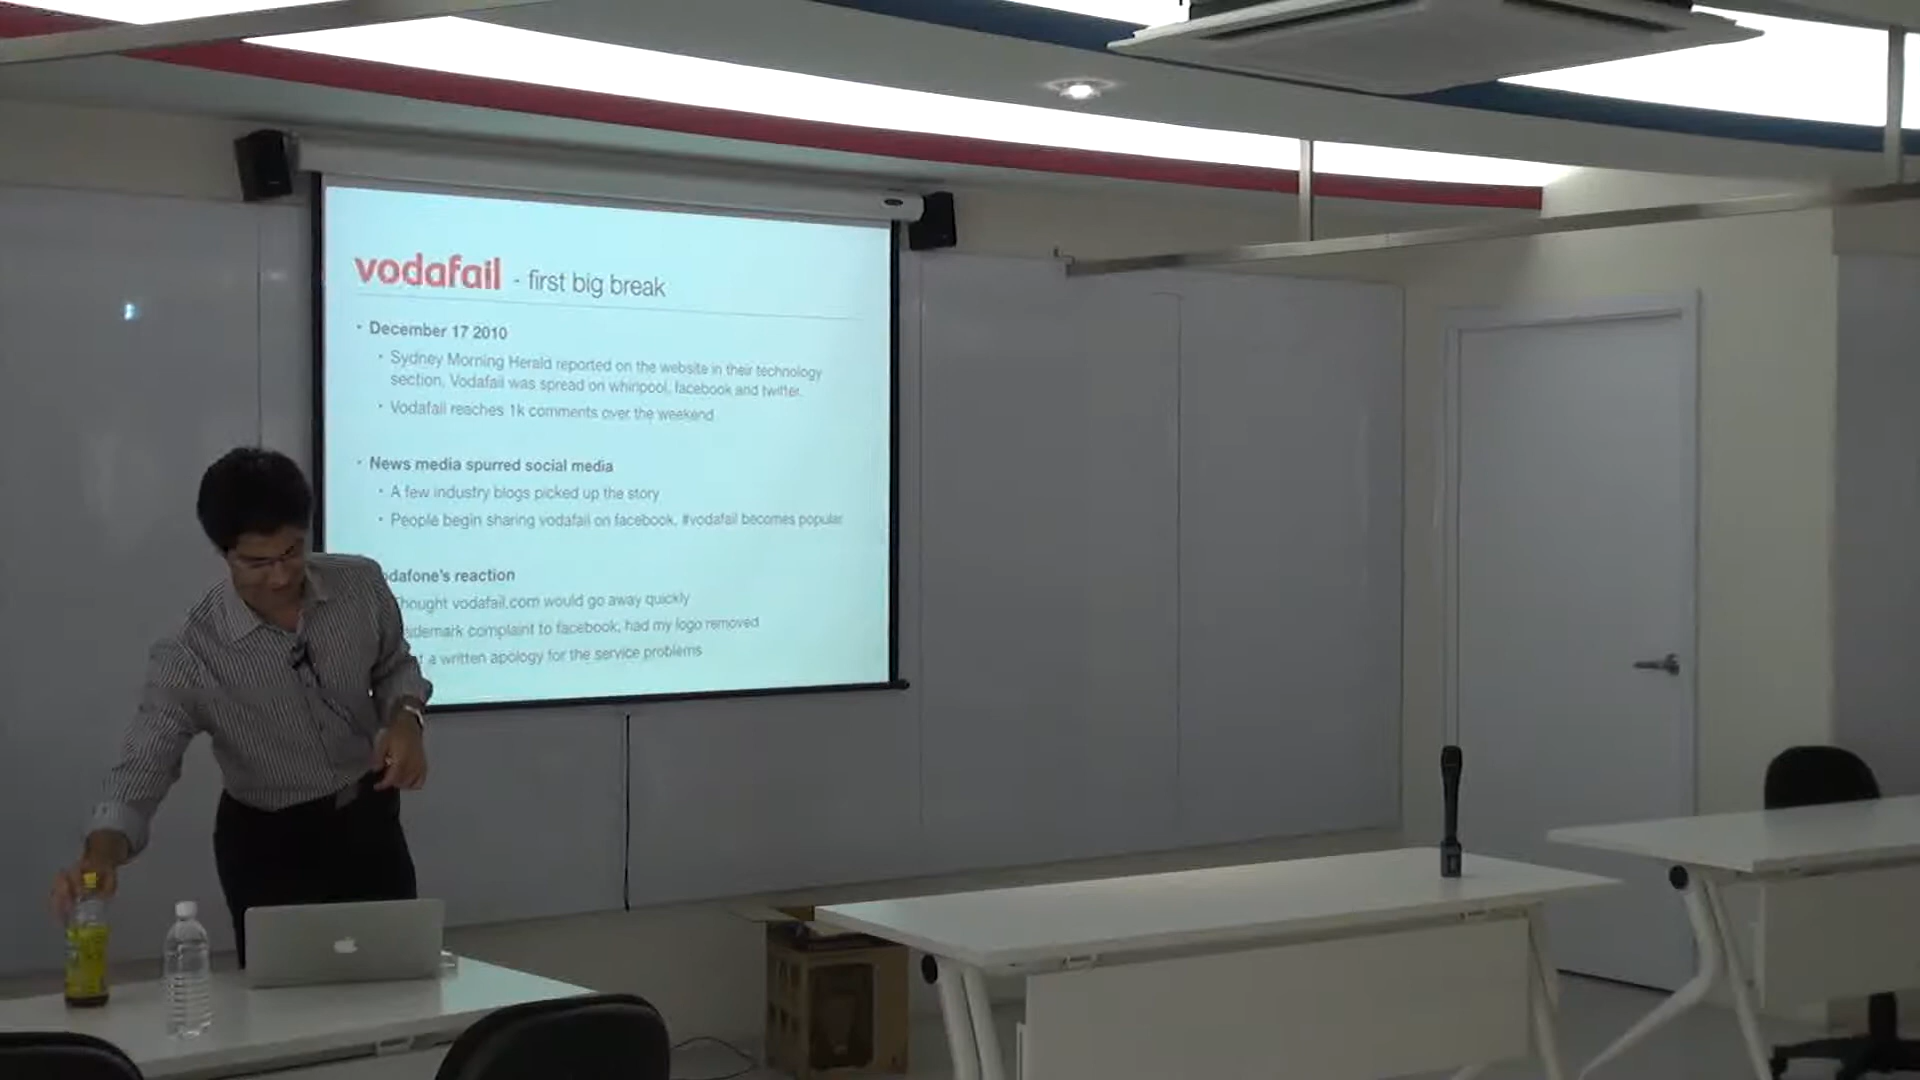 vodafail - first big break
• December 17 2010
• Sydney Morning Herald reported on the website in their technology
section. Vodafail was spread on whirlpool, facebook and twitter.
• Vodafail reaches 1k comments over the weekend
• News media spurred social media
• A few industry blogs picked up the story
• People begin sharing vodafail on facebook, #vodafail becomes popular
odafone's reaction
hought vodafail.com would go away quickly
demark complaint to facebook, had my logo removed
a written apology for the service problems